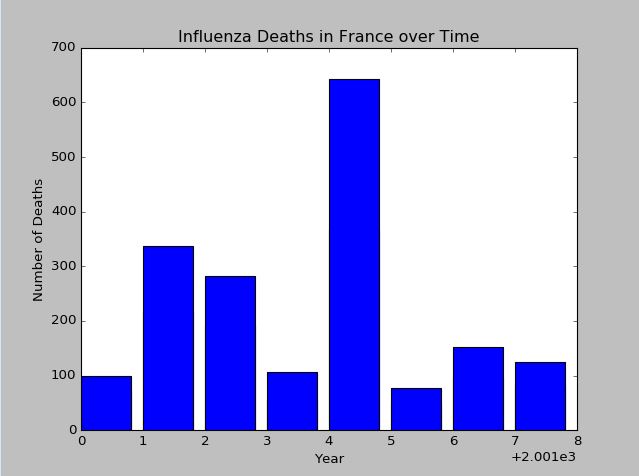 Influenza Deaths in France over Time
700
600
500
400
300
200
100
0
Number of Deaths
0 1 2 3 4 5 6 7 8
+2.001e3
Year